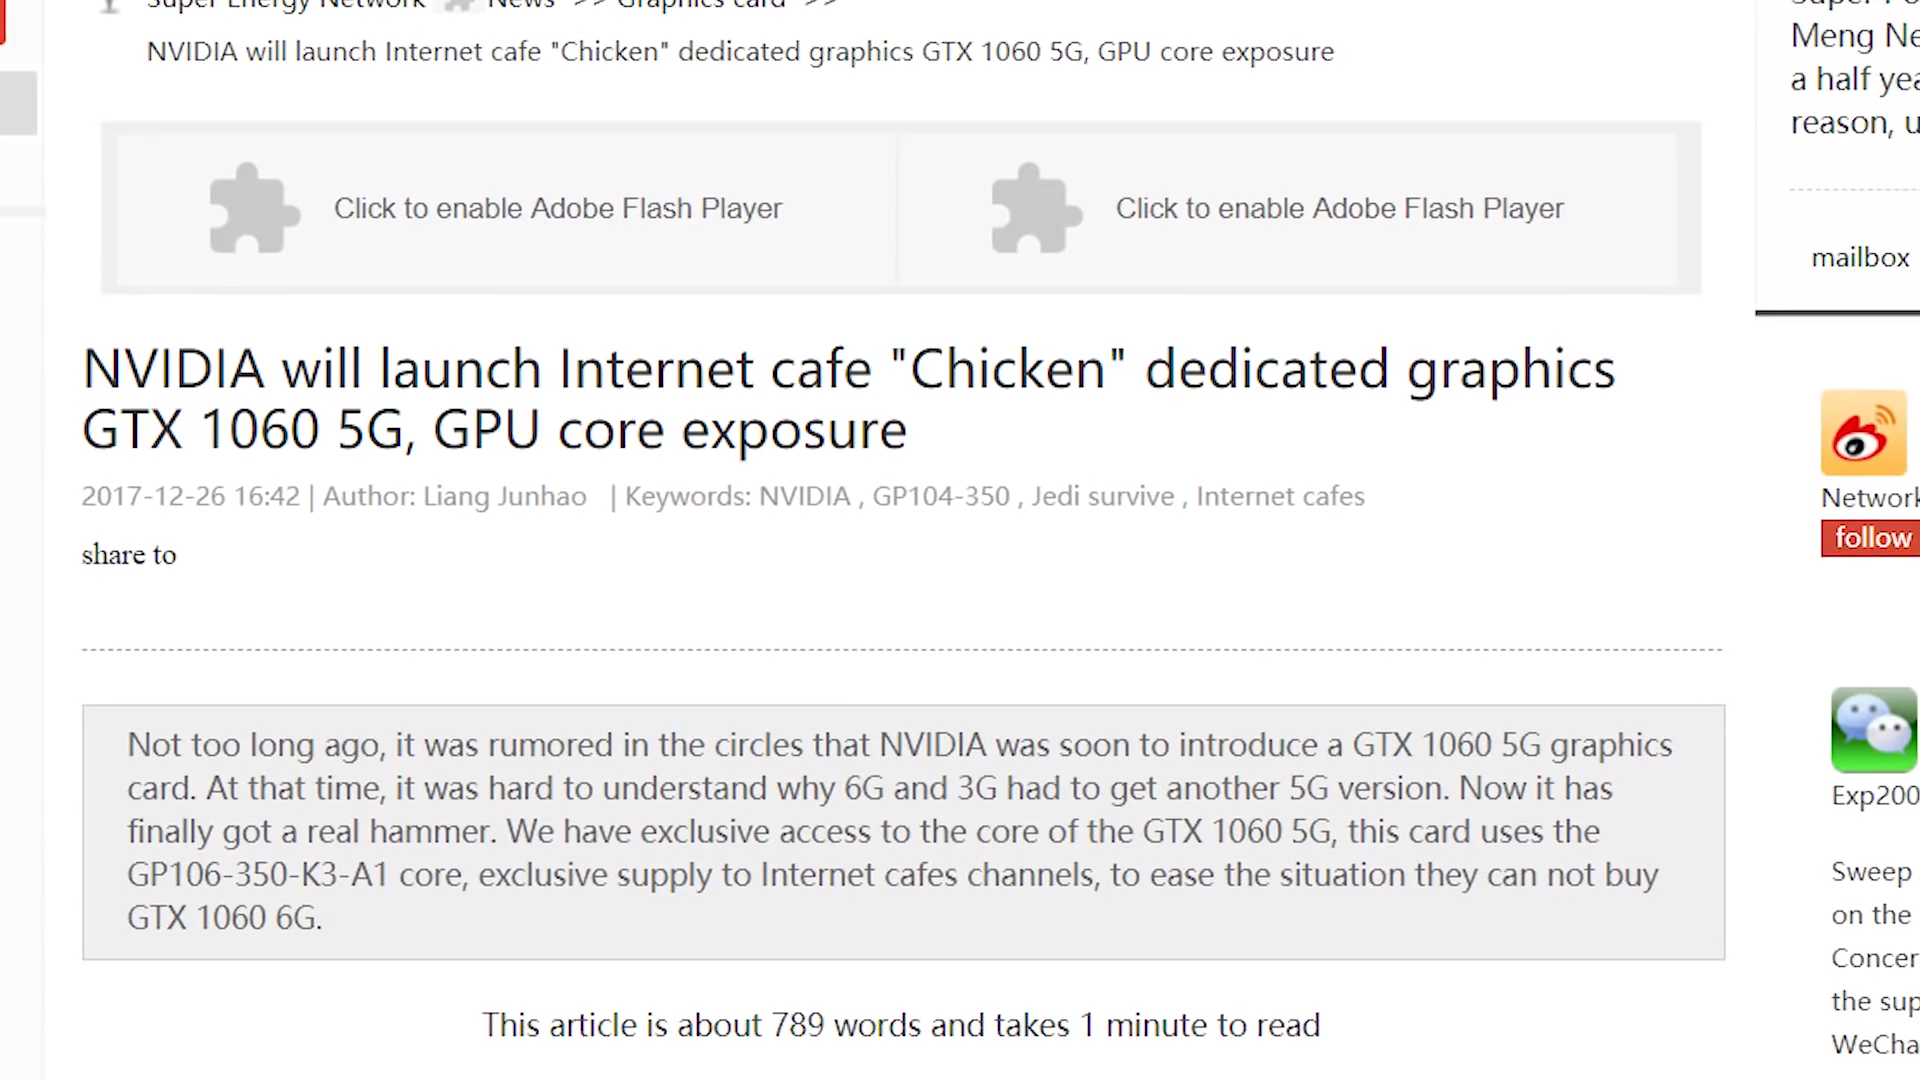 Super Energy Network News >> Graphics card >>
NVIDIA will launch Internet cafe "Chicken" dedicated graphics GTX 1060 5G, GPU core exposure
Click to enable Adobe Flash Player
Click to enable Adobe Flash Player
NVIDIA will launch Internet cafe "Chicken" dedicated graphics
GTX 1060 5G, GPU core exposure
2017-12-26 16:42 | Author: Liang Junhao | Keywords: NVIDIA , GP104-350 , Jedi survive , Internet cafes
share to
Not too long ago, it was rumored in the circles that NVIDIA was soon to introduce a GTX 1060 5G graphics
card. At that time, it was hard to understand why 6G and 3G had to get another 5G version. Now it has
finally got a real hammer. We have exclusive access to the core of the GTX 1060 5G, this card uses the
GP106-350-K3-A1 core, exclusive supply to Internet cafes channels, to ease the situation they can not buy
GTX 1060 6G.
This article is about 789 words and takes 1 minute to read
Super
Meng
a half
reason,
mailbox
Network
follow
Exp200
Sweep
on the
the